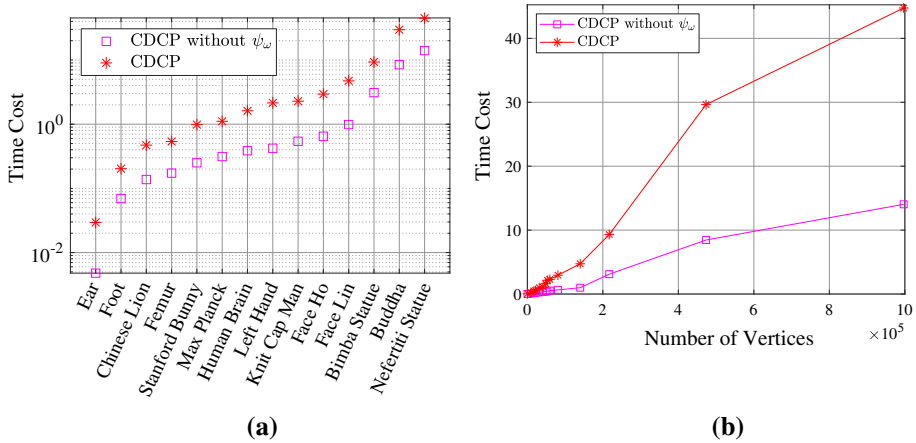 CDCP without ψ_ω
CDCP
Time Cost
10^0
10^-2
Ear
Foot
Chinese Lion
Femur
Stanford Bunny
Max Planck
Human Brain
Left Hand
Knit Cap Man
Face Ho
Face Lin
Bimba Statue
Buddha
Nefertiti Statue
(a)
CDCP without ψ_ω
CDCP
Time Cost
40
30
20
10
0
0 2 4 6 8 10
×10^5
Number of Vertices
(b)